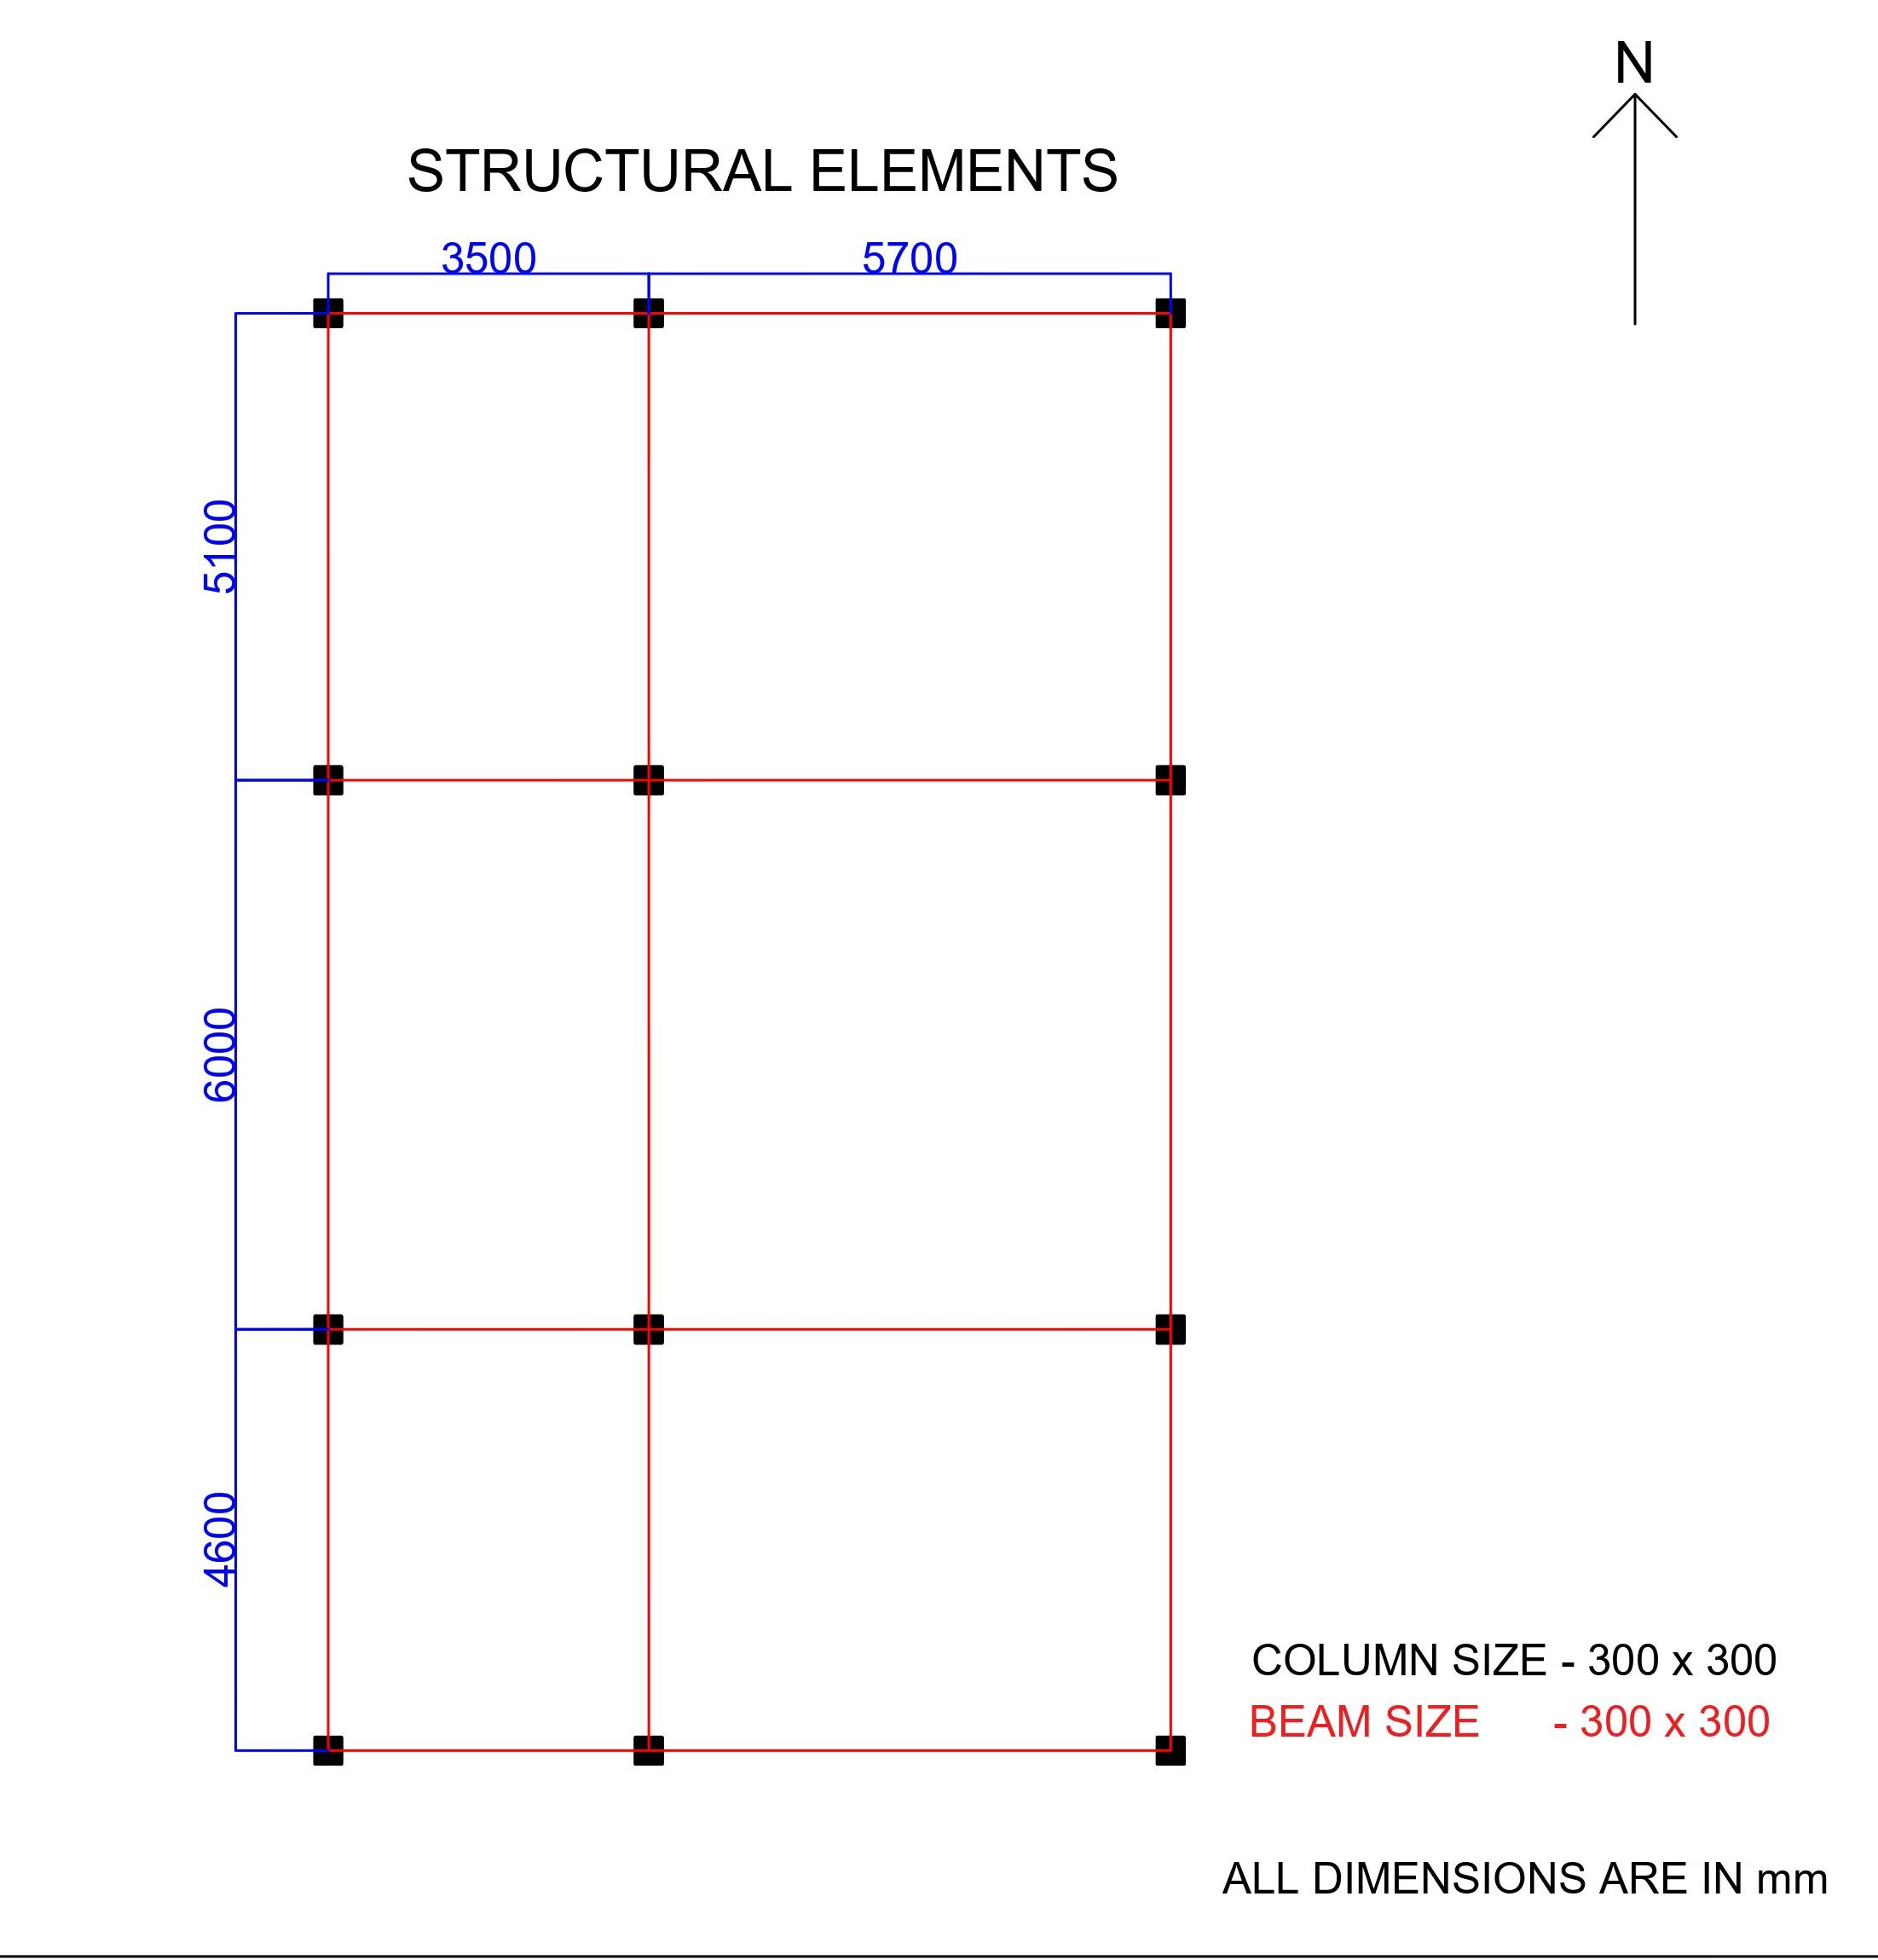 N
STRUCTURAL ELEMENTS
3500
5700
5100
6000
4600
COLUMN SIZE - 300 x 300
BEAM SIZE - 300 x 300
ALL DIMENSIONS ARE IN mm